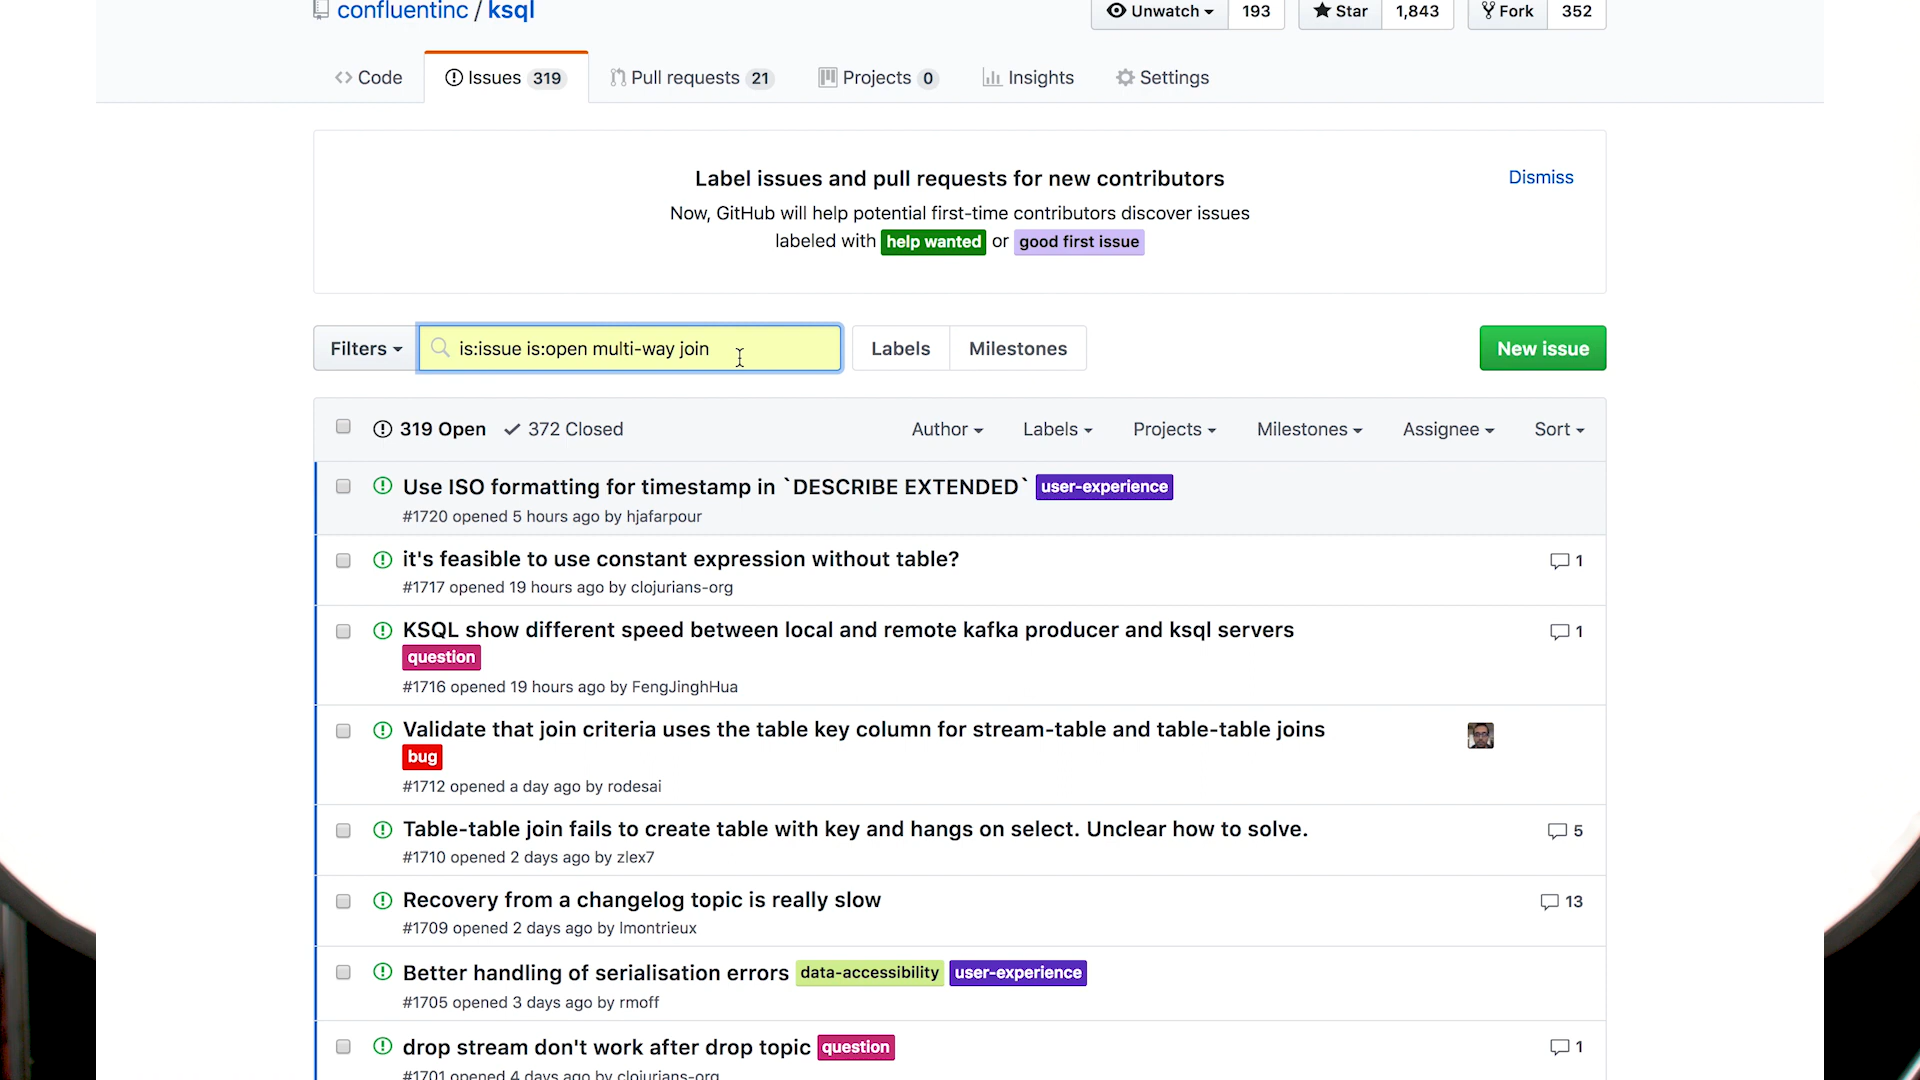 confluentinc / ksql
Unwatch 193 Star 1,843 Fork 352
Code Issues 319 Pull requests 21 Projects 0 Insights Settings
Label issues and pull requests for new contributors
Dismiss
Now, GitHub will help potential first-time contributors discover issues
labeled with help wanted or good first issue
Filters is:issue is:open multi-way join Labels Milestones New issue
319 Open 372 Closed Author Labels Projects Milestones Assignee Sort
Use ISO formatting for timestamp in `DESCRIBE EXTENDED` user-experience
#1720 opened 5 hours ago by hjafarpour
it's feasible to use constant expression without table? 1
#1717 opened 19 hours ago by clojurians-org
KSQL show different speed between local and remote kafka producer and ksql servers 1
question
#1716 opened 19 hours ago by FengJingHua
Validate that join criteria uses the table key column for stream-table and table-table joins
bug
#1712 opened a day ago by rodesai
Table-table join fails to create table with key and hangs on select. Unclear how to solve. 5
#1710 opened 2 days ago by zlex7
Recovery from a changelog topic is really slow 13
#1709 opened 2 days ago by lmontrieux
Better handling of serialisation errors data-accessibility user-experience
#1705 opened 3 days ago by rmoff
drop stream don't work after drop topic question 1
#1701 opened 4 days ago by clojurians-org